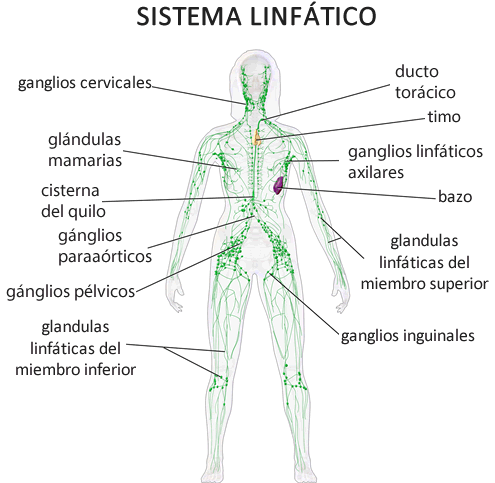 SISTEMA LINFÁTICO
ganglios cervicales
glándulas
mamarias
cisterna
del quilo
gánglios
paraaórticos
gánglios pélvicos
glandulas
linfáticas del
miembro inferior
ducto
torácico
timo
ganglios linfáticos
axilares
bazo
glandulas
linfáticas del
miembro superior
ganglios inguinales